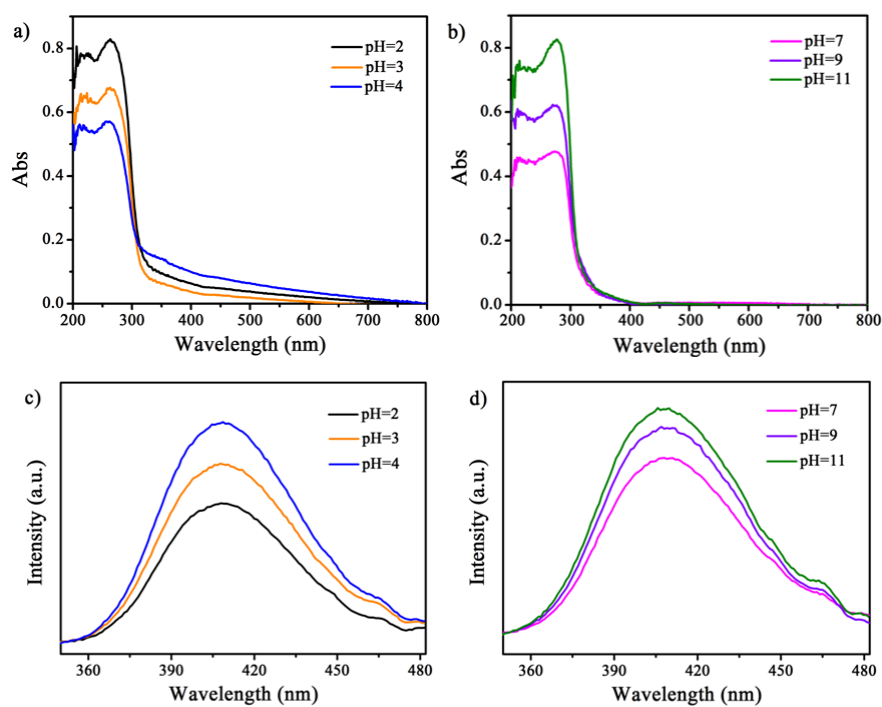 a)
pH=2
pH=3
pH=4
Abs
0.8
0.6
0.4
0.2
0.0
200 300 400 500 600 700 800
Wavelength (nm)
b)
pH=7
pH=9
pH=11
Abs
0.8
0.6
0.4
0.2
0.0
200 300 400 500 600 700 800
Wavelength (nm)
c)
pH=2
pH=3
pH=4
Intensity (a.u.)
360 390 420 450 480
Wavelength (nm)
d)
pH=7
pH=9
pH=11
Intensity (a.u.)
360 390 420 450 480
Wavelength (nm)